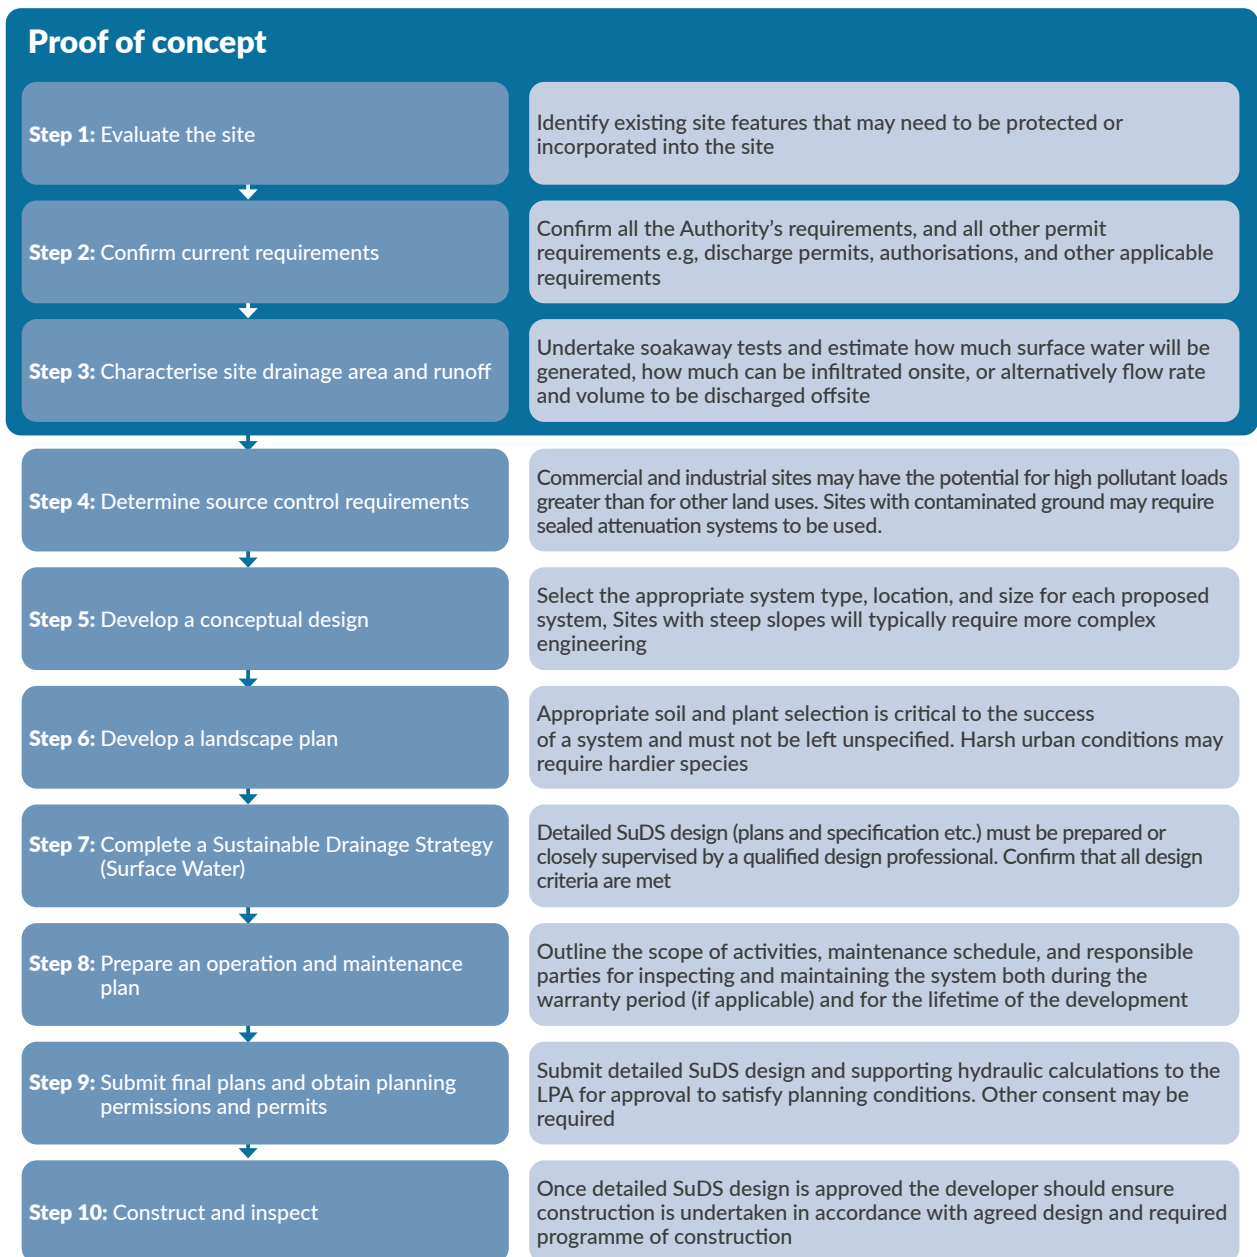 Proof of concept
Step 1: Evaluate the site
Identify existing site features that may need to be protected or
incorporated into the site
Step 2: Confirm current requirements
Confirm all the Authority's requirements, and all other permit
requirements e.g, discharge permits, authorisations, and other applicable
requirements
Step 3: Characterise site drainage area and runoff
Undertake soakaway tests and estimate how much surface water will be
generated, how much can be infiltrated onsite, or alternatively flow rate
and volume to be discharged offsite
Step 4: Determine source control requirements
Commercial and industrial sites may have the potential for high pollutant loads
greater than for other land uses. Sites with contaminated ground may require
sealed attenuation systems to be used.
Step 5: Develop a conceptual design
Select the appropriate system type, location, and size for each proposed
system, Sites with steep slopes will typically require more complex
engineering
Step 6: Develop a landscape plan
Appropriate soil and plant selection is critical to the success
of a system and must not be left unspecified. Harsh urban conditions may
require hardier species
Step 7: Complete a Sustainable Drainage Strategy
(Surface Water)
Detailed SuDS design (plans and specification etc.) must be prepared or
closely supervised by a qualified design professional. Confirm that all design
criteria are met
Step 8: Prepare an operation and maintenance
plan
Outline the scope of activities, maintenance schedule, and responsible
parties for inspecting and maintaining the system both during the
warranty period (if applicable) and for the lifetime of the development
Step 9: Submit final plans and obtain planning
permissions and permits
Submit detailed SuDS design and supporting hydraulic calculations to the
LPA for approval to satisfy planning conditions. Other consent may be
required
Step 10: Construct and inspect
Once detailed SuDS design is approved the developer should ensure
construction is undertaken in accordance with agreed design and required
programme of construction